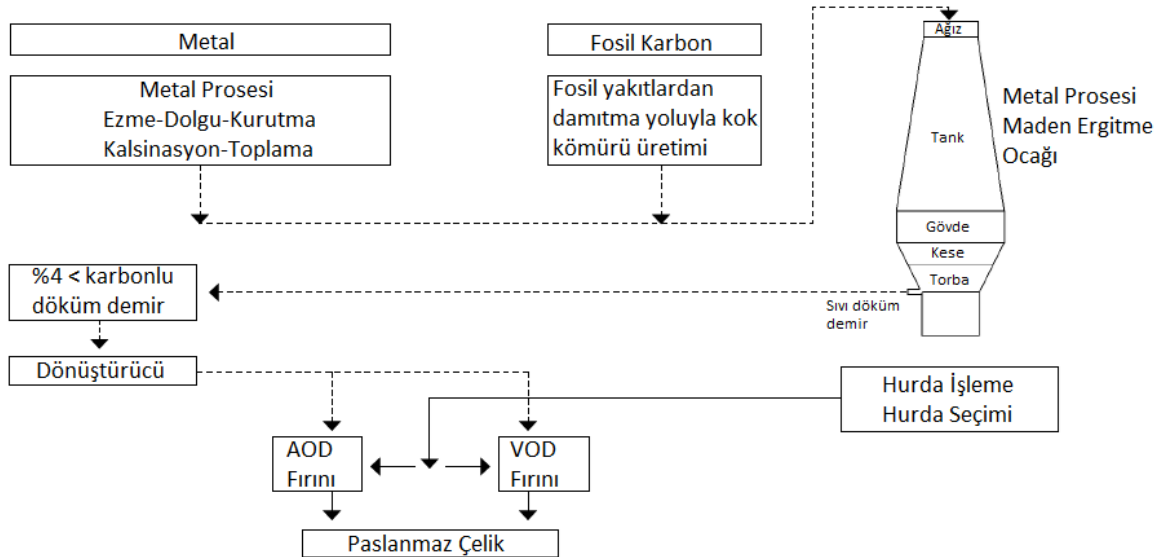 Metal
Fosil Karbon
Metal Prosesi
Ezme-Dolgu-Kurutma
Kalsinasyon-Toplama
Fosil yakıtlardan
damıtma yoluyla kok
kömürü üretimi
Ağız
Tank
Gövde
Kese
Torba
Metal Prosesi
Maden Ergitme
Ocağı
Sıvı döküm
demir
%4 < karbonlu
döküm demir
Dönüştürücü
Hurda İşleme
Hurda Seçimi
AOD
Fırını
VOD
Fırını
Paslanmaz Çelik